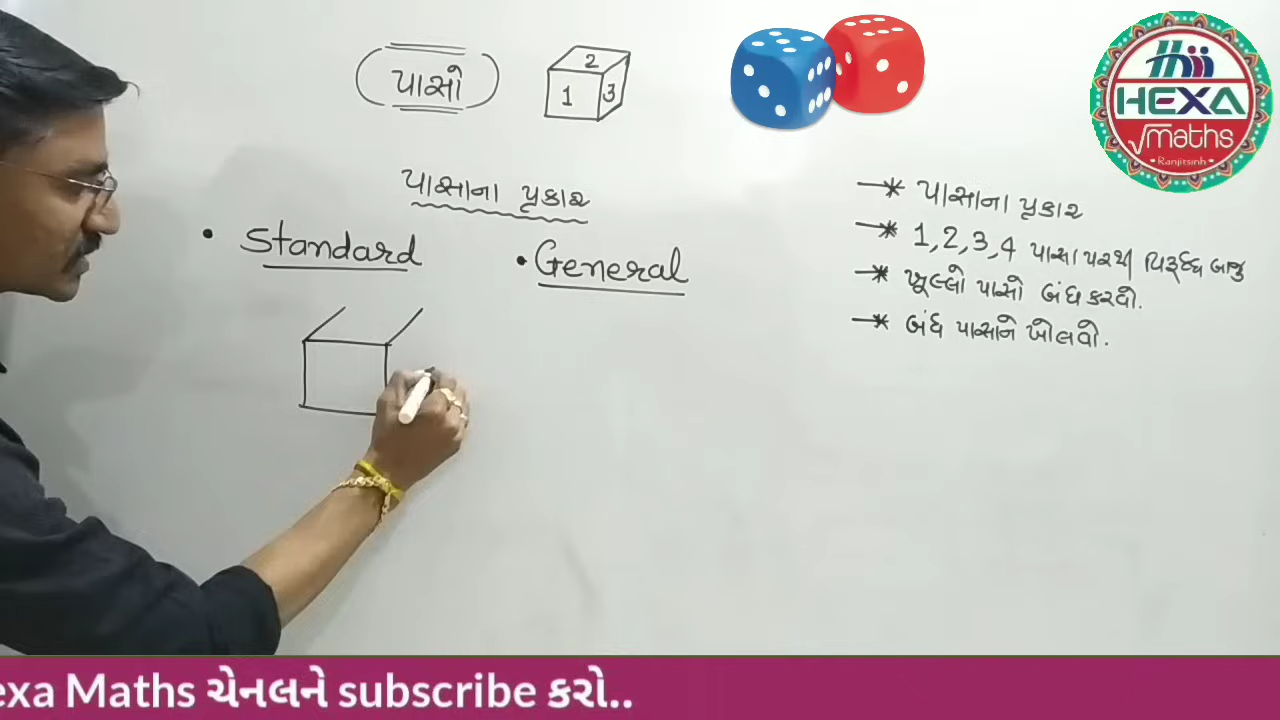 પાસો
2
1 3
HEXA
√maths
Ranjitsinh
પાસાના પ્રકાર
• Standard
• General
પાસાના પ્રકાર
1,2,3,4 પાસા પરથી વિરૂદ્ધ બાજુ
ખૂલ્લો પાસો બંધ કરવો.
બંધ પાસાને ખોલવો.
exa Maths ચેનલને subscribe કરો..